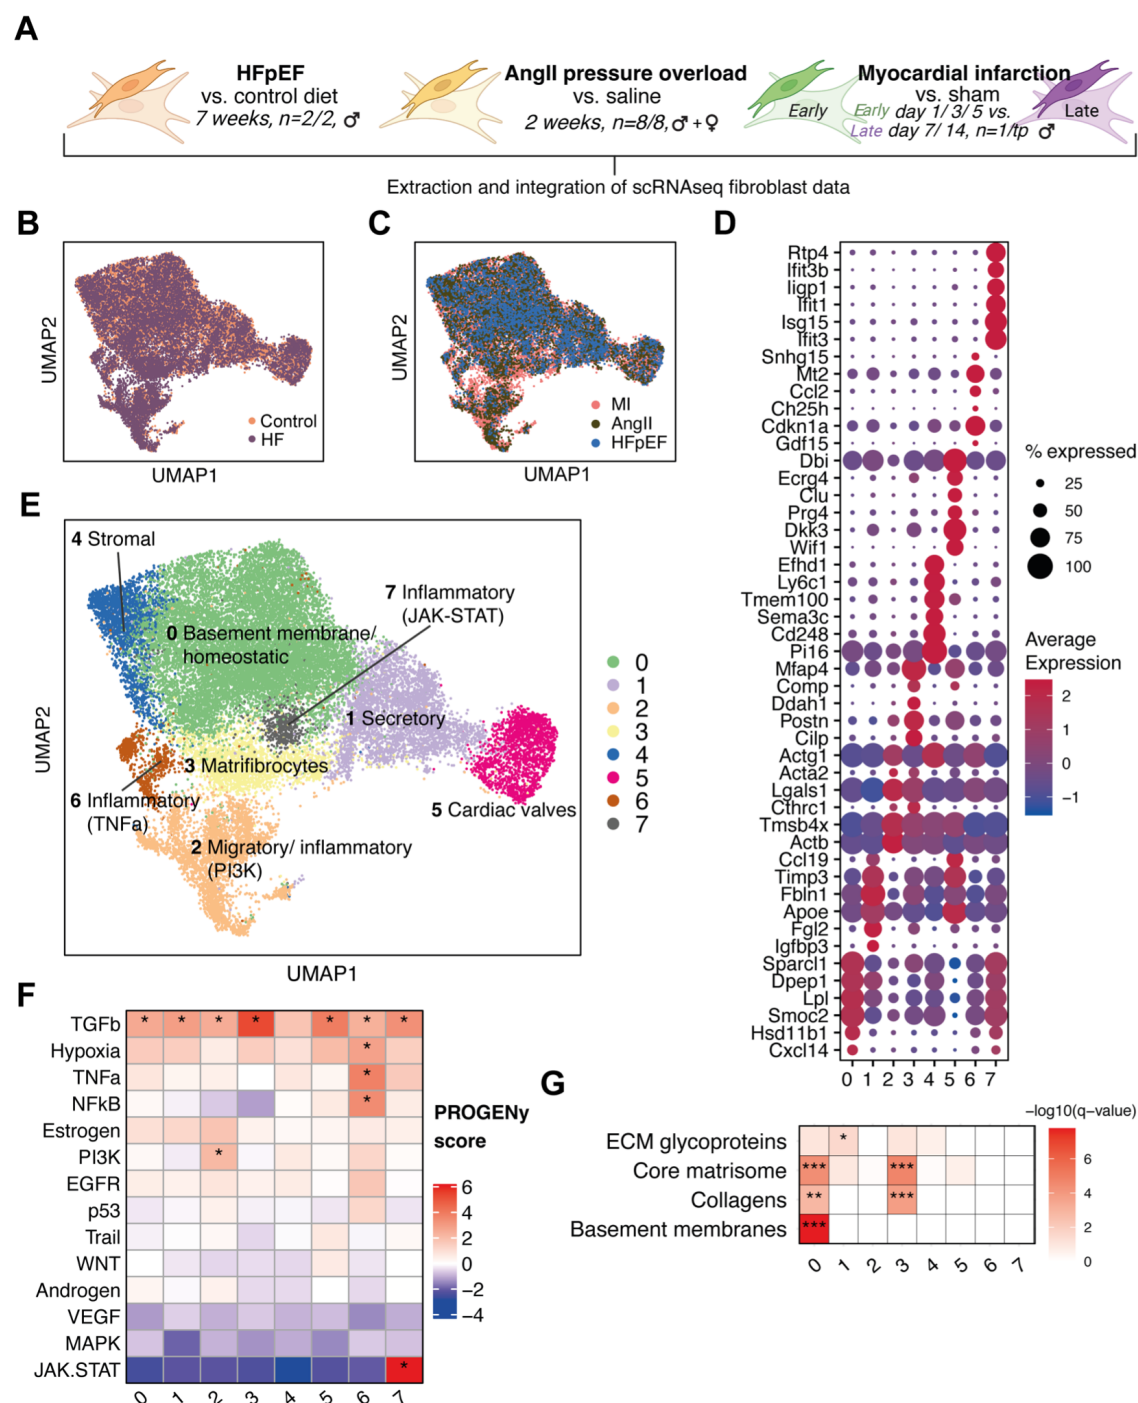 A
HFpEF
vs. control diet
7 weeks, n=2/2, ♂
AngII pressure overload
vs. saline
2 weeks, n=8/8,♂+♀
Myocardial infarction
vs. sham
Early day 1/ 3/ 5 vs.
Late day 7/ 14, n=1/tp ♂
Early
Late
Extraction and integration of scRNAseq fibroblast data
B
UMAP2
Control
HF
UMAP1
C
UMAP2
MI
AngII
HFpEF
UMAP1
D
Rtp4
Ifit3b
Iigp1
Ifit1
Isg15
Ifit3
Snhg15
Mt2
Ccl2
Ch25h
Cdkn1a
Gdf15
Dbi
Ecrg4
Clu
Prg4
Dkk3
Wif1
Efhd1
Ly6c1
Tmem100
Sema3c
Cd248
Pi16
Mfap4
Comp
Ddah1
Postn
Cilp
Actg1
Acta2
Lgals1
Cthrc1
Tmsb4x
Actb
Ccl19
Timp3
Fbln1
Apoe
Fgl2
Igfbp3
Sparcl1
Dpep1
Lpl
Smoc2
Hsd11b1
Cxcl14
0 1 2 3 4 5 6 7
% expressed
25
50
75
100
Average
Expression
2
1
0
−1
E
4 Stromal
7 Inflammatory
(JAK-STAT)
0 Basement membrane/
homeostatic
1 Secretory
3 Matrifibrocytes
6 Inflammatory
(TNFa)
5 Cardiac valves
2 Migratory/ inflammatory
(PI3K)
UMAP2
UMAP1
0
1
2
3
4
5
6
7
F
TGFb * * * * * * *
Hypoxia *
TNFa *
NFkB *
Estrogen
PI3K *
EGFR
p53
Trail
WNT
Androgen
VEGF
MAPK
JAK.STAT *
0 1 2 3 4 5 6 7
PROGENy
score
6
4
2
0
−2
−4
G
ECM glycoproteins *
Core matrisome *** ***
Collagens ** ***
Basement membranes ***
0 1 2 3 4 5 6 7
−log10(q−value)
6
4
2
0